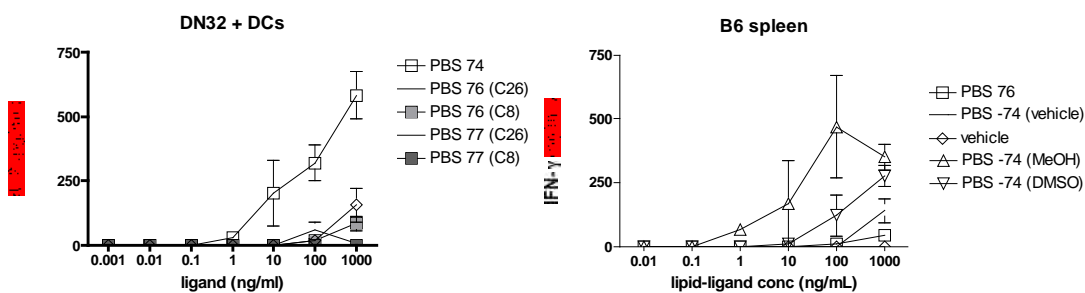 DN32 + DCs
750
500
250
0
0.001 0.01 0.1 1 10 100 1000
ligand (ng/ml)
PBS 74
PBS 76 (C26)
PBS 76 (C8)
PBS 77 (C26)
PBS 77 (C8)
B6 spleen
IFN-γ
750
500
250
0
0.01 0.1 1 10 100 1000
lipid-ligand conc (ng/mL)
PBS 76
PBS -74 (vehicle)
vehicle
PBS -74 (MeOH)
PBS -74 (DMSO)